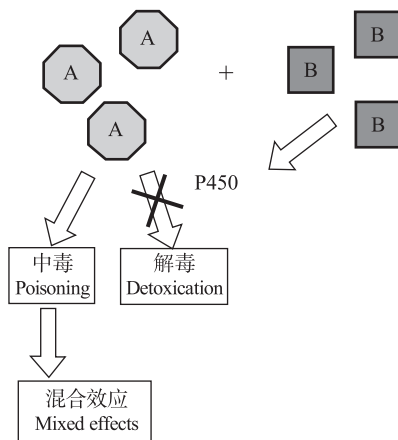 A
B
A
+
B
A
B
P450
中毒
Poisoning
解毒
Detoxication
混合效应
Mixed effects